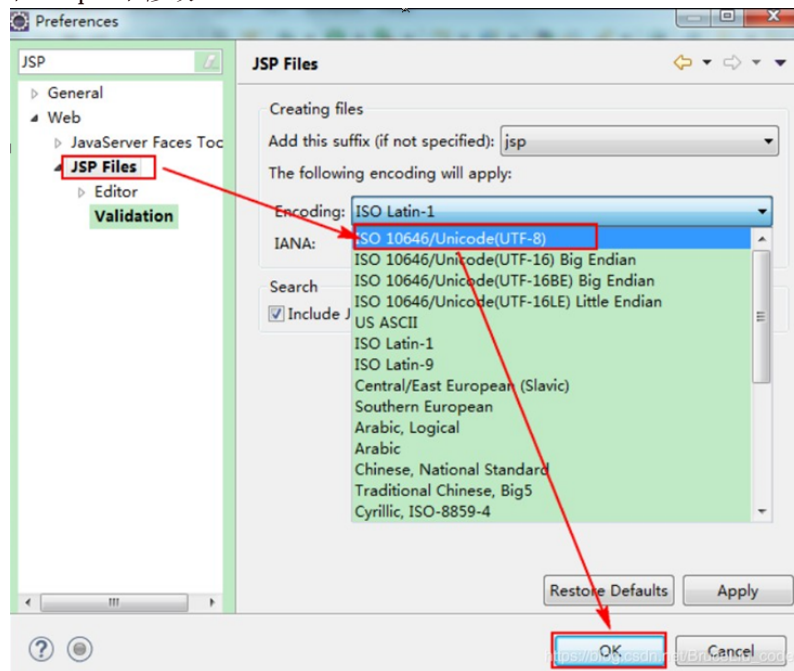 Preferences
JSP
JSP Files
General
Web
JavaServer Faces Toc
JSP Files
Editor
Validation
Creating files
Add this suffix (if not specified): jsp
The following encoding will apply:
Encoding: ISO Latin-1
IANA:
ISO 10646/Unicode(UTF-8)
ISO 10646/Unicode(UTF-16) Big Endian
ISO 10646/Unicode(UTF-16BE) Big Endian
ISO 10646/Unicode(UTF-16LE) Little Endian
US ASCII
ISO Latin-1
ISO Latin-9
Central/East European (Slavic)
Southern European
Arabic, Logical
Arabic
Chinese, National Standard
Traditional Chinese, Big5
Cyrillic, ISO-8859-4
Search
Include J
Restore Defaults
Apply
OK
Cancel